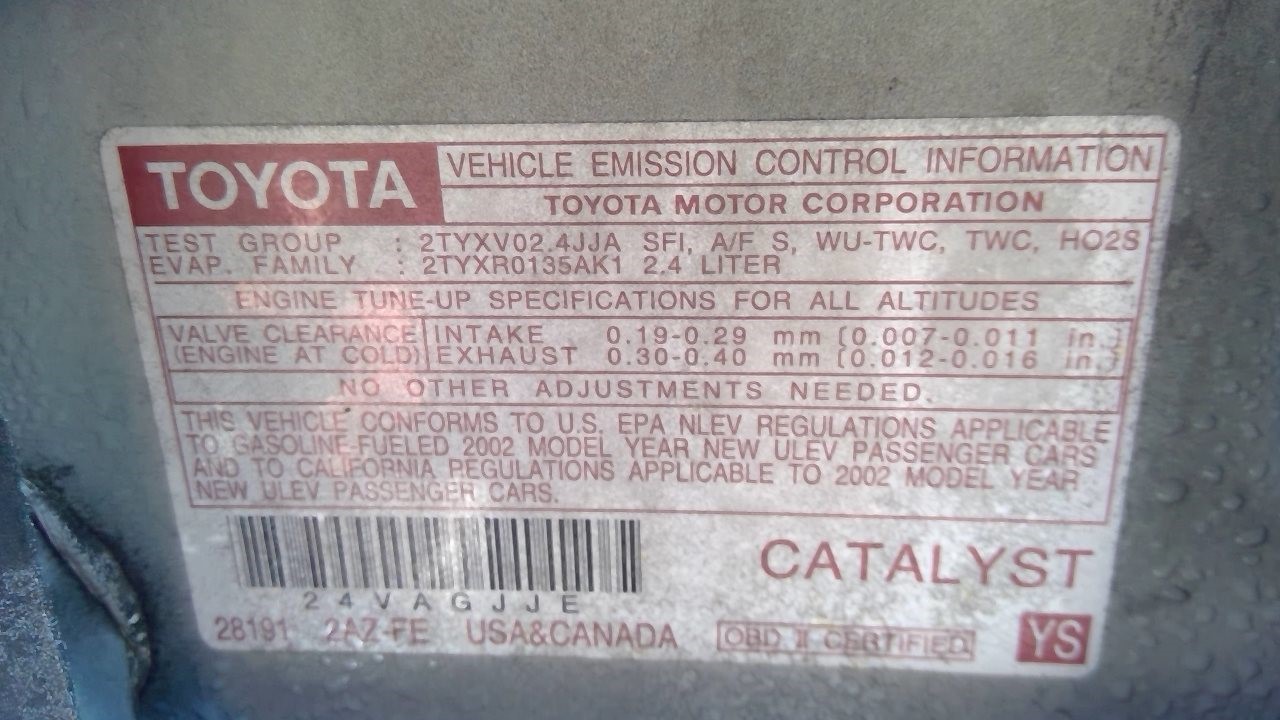 TOYOTA VEHICLE EMISSION CONTROL INFORMATION
TOYOTA MOTOR CORPORATION
TEST GROUP : 2TYXV02.4JJA SFI, A/F S, WU-TWC, TWC, HO2S
EVAP. FAMILY : 2TYXR0135AK1 2.4 LITER
ENGINE TUNE-UP SPECIFICATIONS FOR ALL ALTITUDES
VALVE CLEARANCE INTAKE 0.19-0.29 mm [0.007-0.011 in.]
(ENGINE AT COLD) EXHAUST 0.30-0.40 mm [0.012-0.016 in.]
NO OTHER ADJUSTMENTS NEEDED.
THIS VEHICLE CONFORMS TO U.S. EPA NLEV REGULATIONS APPLICABLE
TO GASOLINE-FUELED 2002 MODEL YEAR NEW ULEV PASSENGER CARS
AND TO CALIFORNIA REGULATIONS APPLICABLE TO 2002 MODEL YEAR
NEW ULEV PASSENGER CARS.
24VAGJJE
CATALYST
28191 2AZ-FE USA&CANADA OBD II CERTIFIED YS